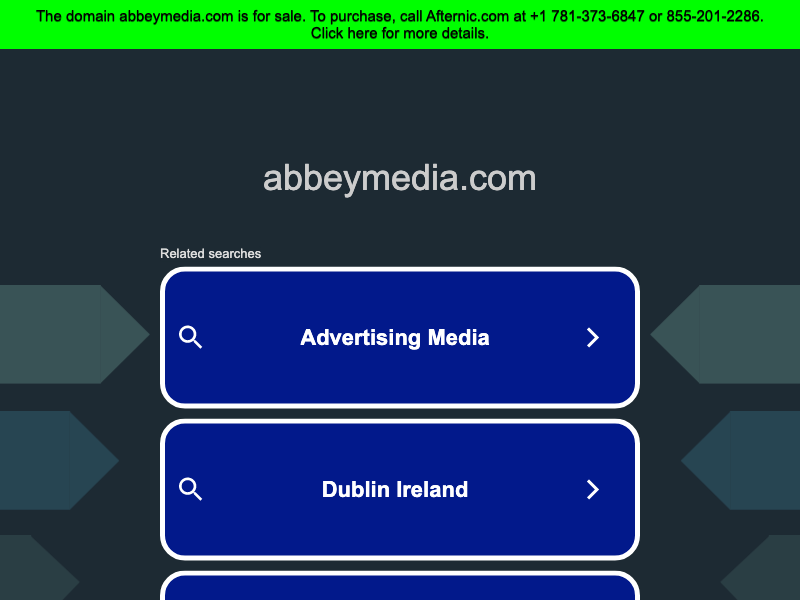 The domain abbeymedia.com is for sale. To purchase, call Afternic.com at +1 781-373-6847 or 855-201-2286.
Click here for more details.
abbeymedia.com
Related searches
Advertising Media
Dublin Ireland